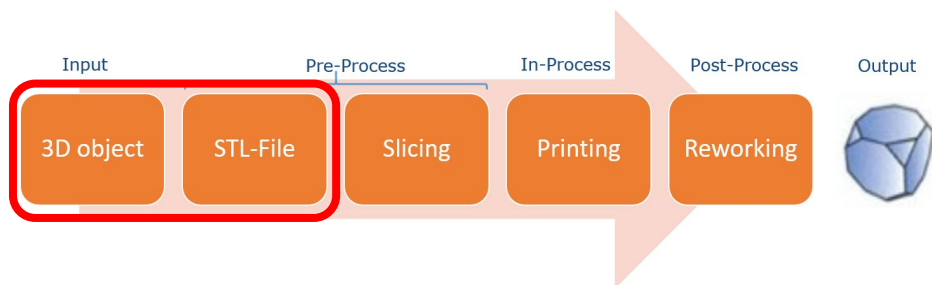 Input
Pre-Process
In-Process
Post-Process
Output
3D object
STL-File
Slicing
Printing
Reworking